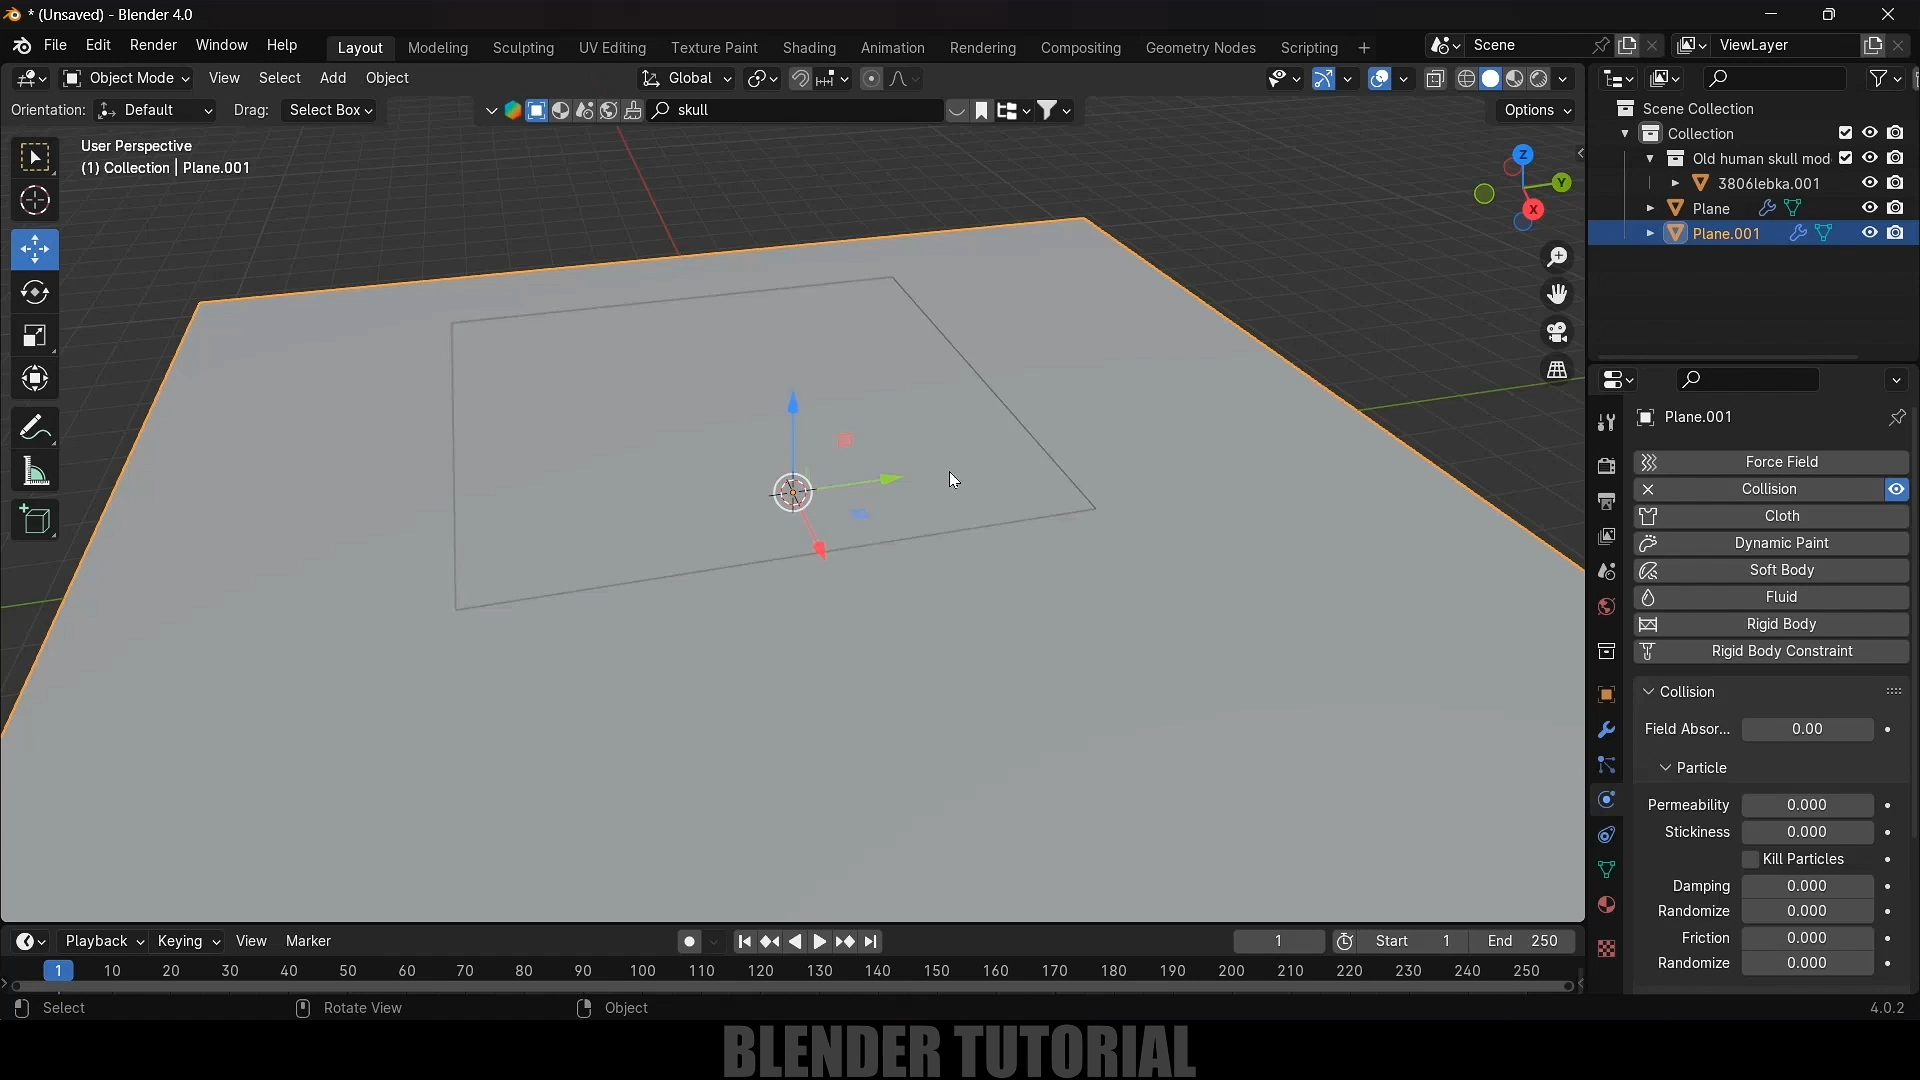 * (Unsaved) - Blender 4.0
File Edit Render Window Help Layout Modeling Sculpting UV Editing Texture Paint Shading Animation Rendering Compositing Geometry Nodes Scripting + Scene ViewLayer
Object Mode View Select Add Object Global
Orientation: Default Drag: Select Box skull Options
User Perspective
(1) Collection | Plane.001
Z
Y
X
Scene Collection
Collection
Old human skull mod
3806lebka.001
Plane
Plane.001
Plane.001
Force Field
Collision
Cloth
Dynamic Paint
Soft Body
Fluid
Rigid Body
Rigid Body Constraint
Collision
Field Absor... 0.00
Particle
Permeability 0.000
Stickiness 0.000
Kill Particles
Damping 0.000
Randomize 0.000
Friction 0.000
Randomize 0.000
Playback Keying View Marker 1 Start 1 End 250
1 10 20 30 40 50 60 70 80 90 100 110 120 130 140 150 160 170 180 190 200 210 220 230 240 250
Select Rotate View Object 4.0.2
BLENDER TUTORIAL